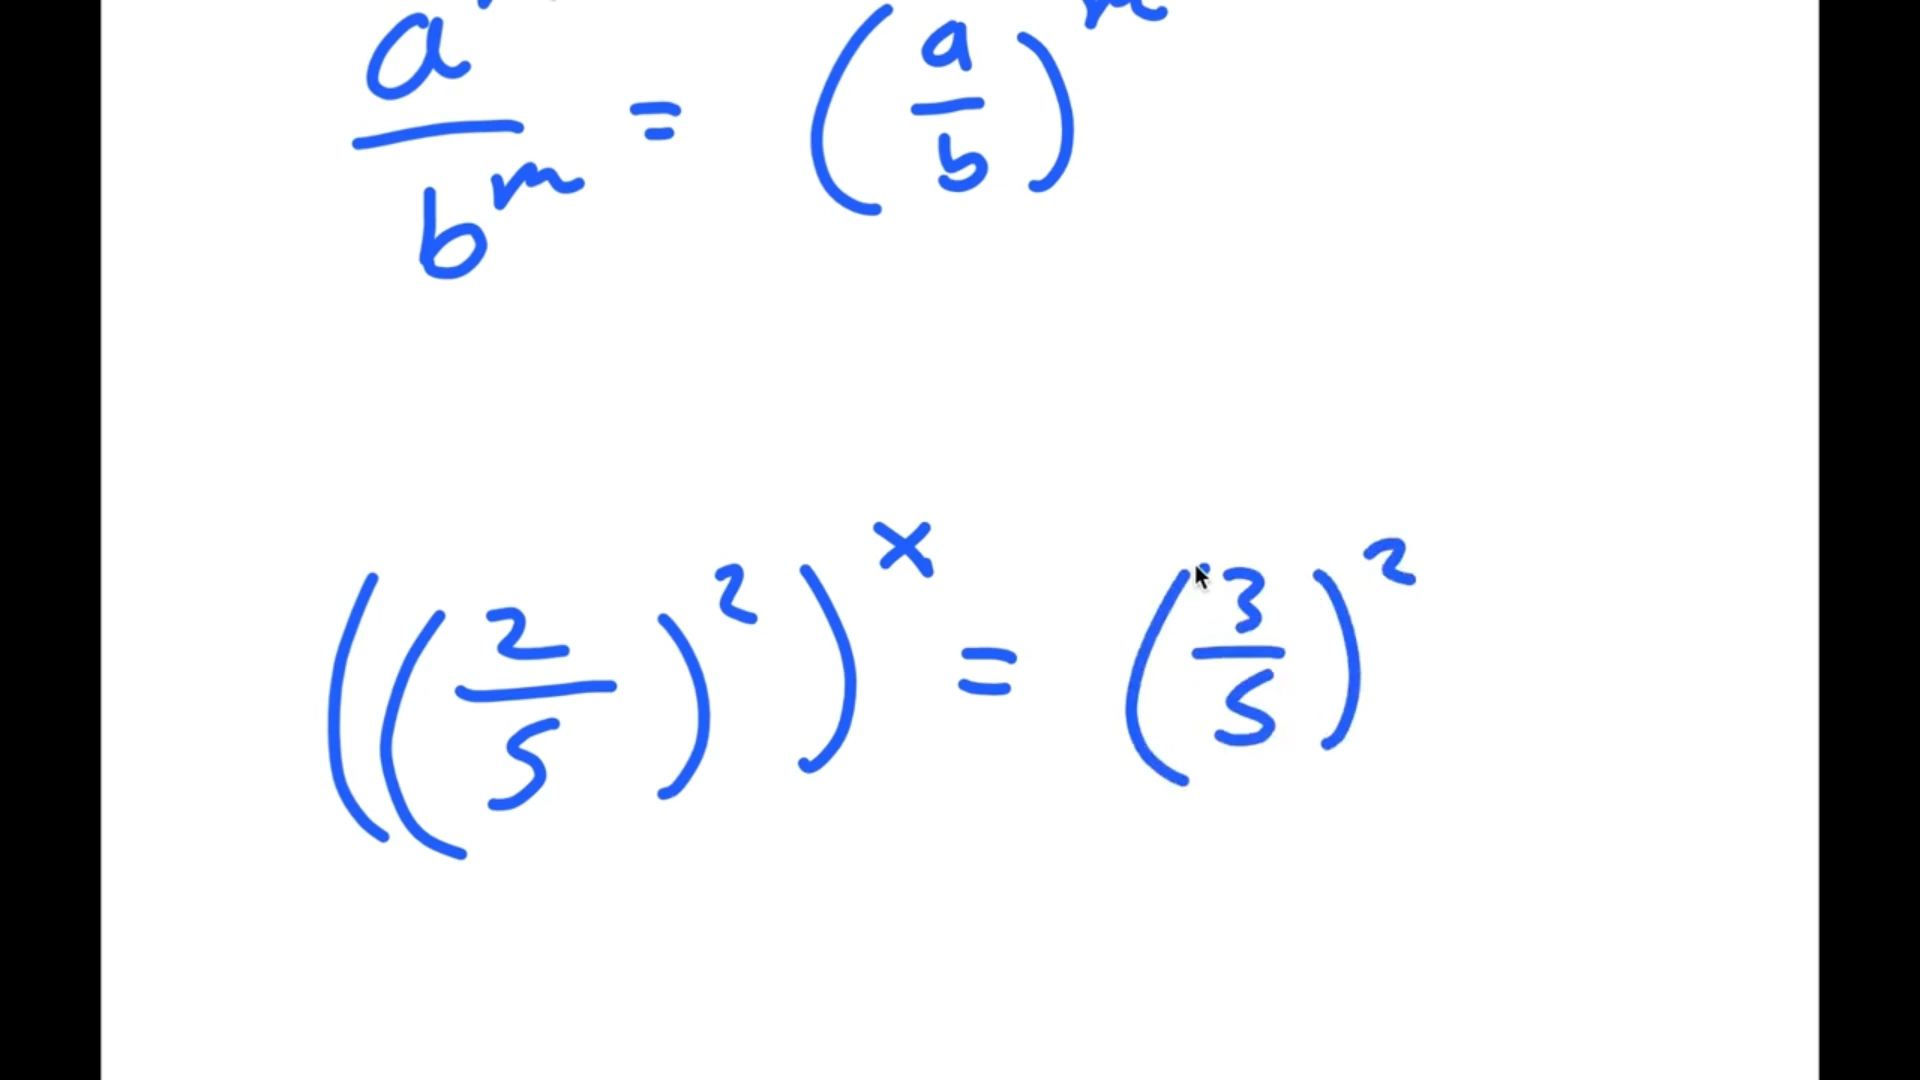 a^m/b^m = (a/b)^m
((2/5)^2)^x = (3/5)^2